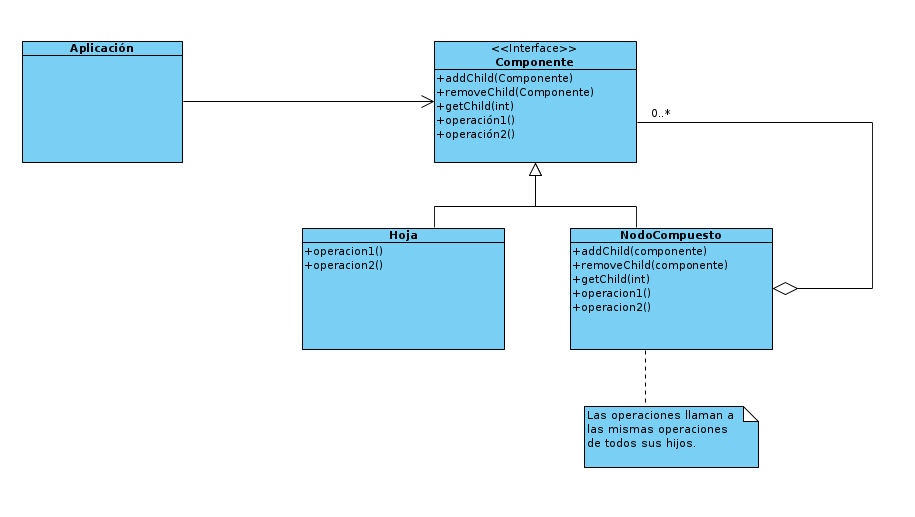 Aplicación
<<Interface>>
Componente
+addChild(Componente)
+removeChild(Componente)
+getChild(int)
+operación1()
+operación2()
0..*
Hoja
+operacion1()
+operacion2()
NodoCompuesto
+addChild(componente)
+removeChild(componente)
+getChild(int)
+operacion1()
+operacion2()
Las operaciones llaman a
las mismas operaciones
de todos sus hijos.